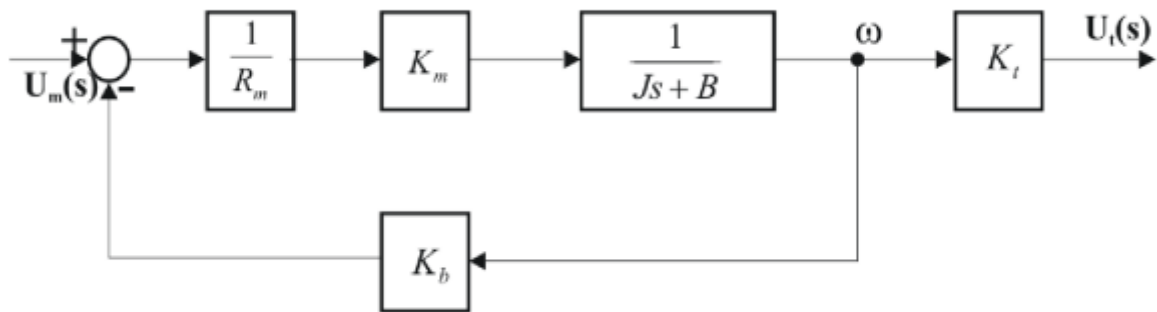 +
U_m(s)
-
1
R_m
K_m
1
Js + B
ω
K_t
U_t(s)
K_b